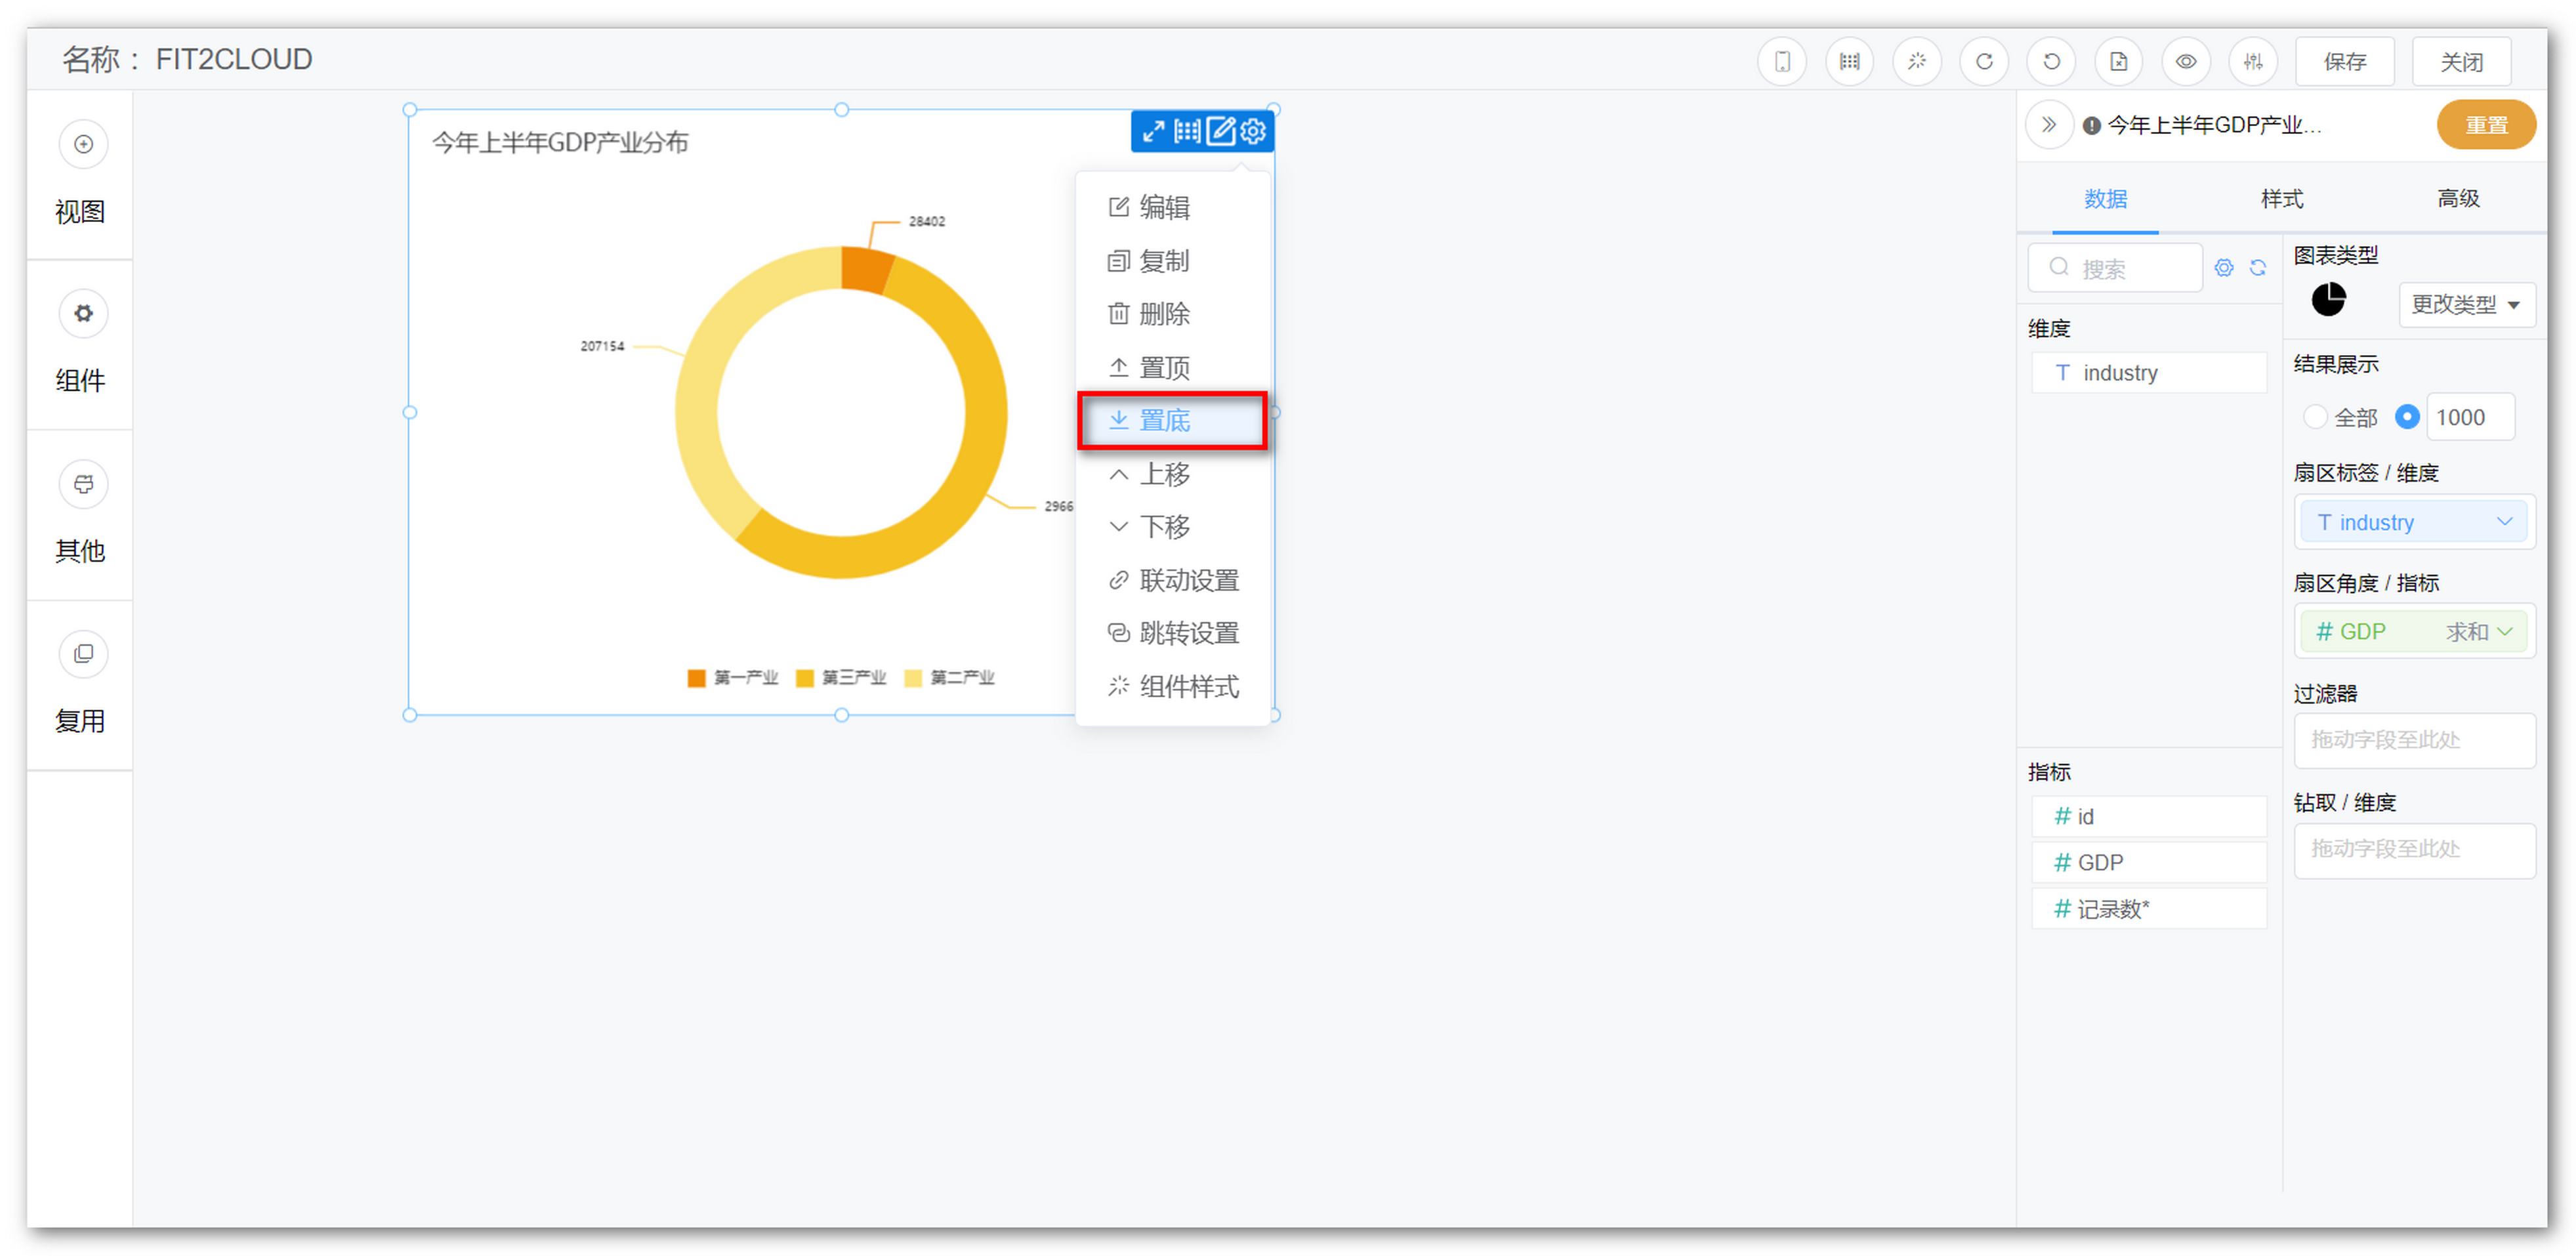 名称： FIT2CLOUD
保存
关闭
视图
组件
其他
复用
今年上半年GDP产业分布
28402
207154
2966
第一产业
第三产业
第二产业
编辑
复制
删除
置顶
置底
上移
下移
联动设置
跳转设置
组件样式
今年上半年GDP产业...
重置
数据
样式
高级
搜索
维度
T industry
指标
# id
# GDP
# 记录数*
图表类型
更改类型
结果展示
全部
1000
扇区标签 / 维度
T industry
扇区角度 / 指标
# GDP 求和
过滤器
拖动字段至此处
钻取 / 维度
拖动字段至此处